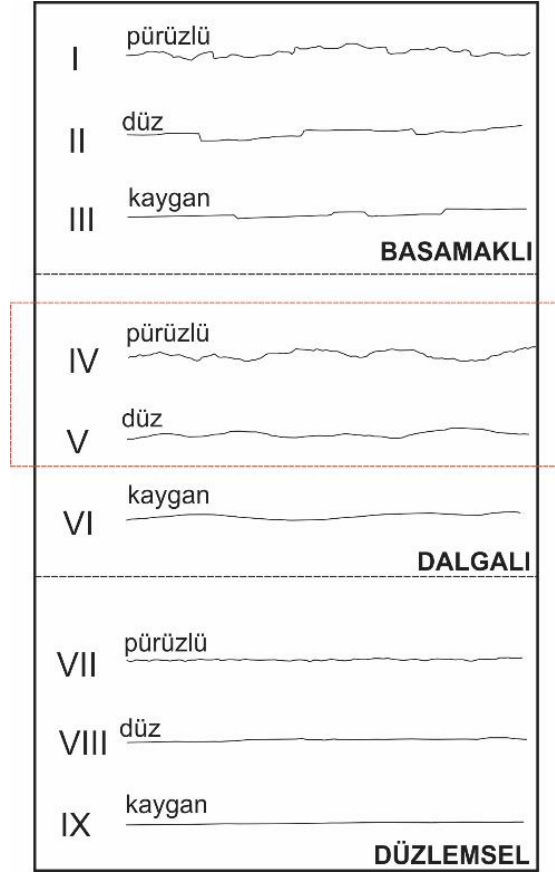 I pürüzlü
II düz
III kaygan
BASAMAKLI
IV pürüzlü
V düz
VI kaygan
DALGALI
VII pürüzlü
VIII düz
IX kaygan
DÜZLEMSEL